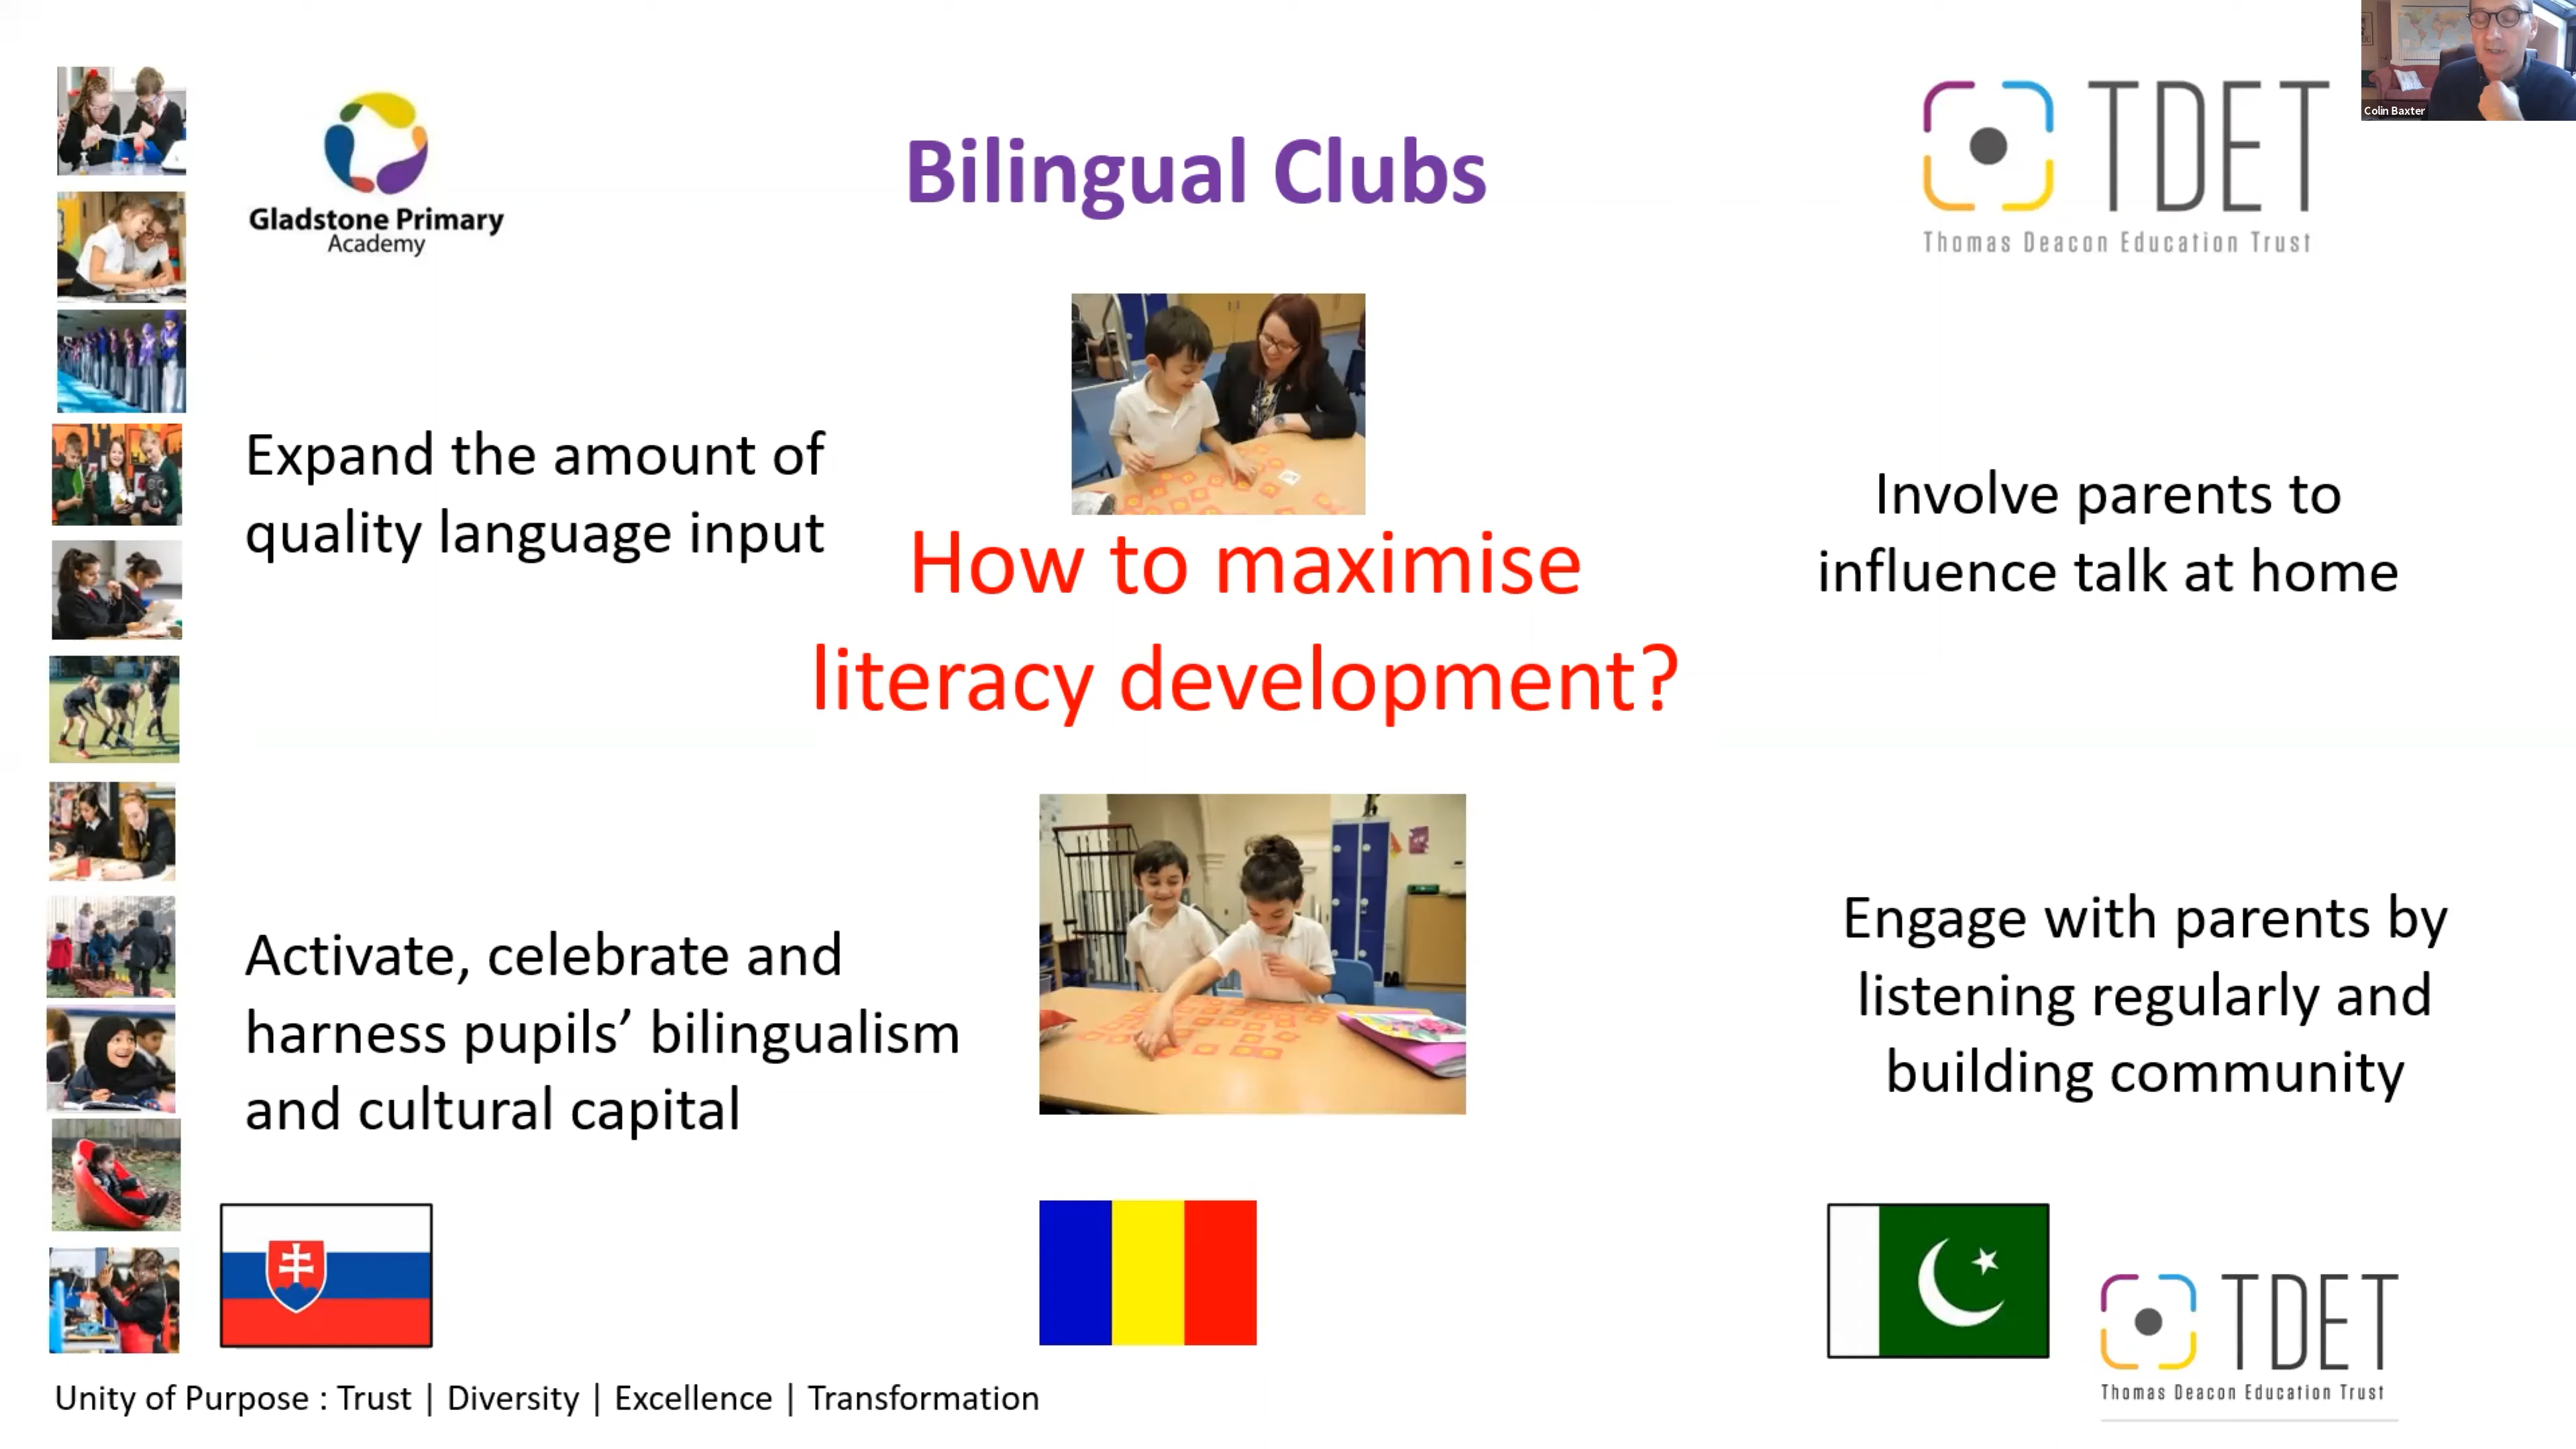 Colin Baxter
Gladstone Primary
Academy
Bilingual Clubs
TDET
Thomas Deacon Education Trust
Expand the amount of
quality language input
How to maximise
literacy development?
Involve parents to
influence talk at home
Activate, celebrate and
harness pupils’ bilingualism
and cultural capital
Engage with parents by
listening regularly and
building community
TDET
Thomas Deacon Education Trust
Unity of Purpose : Trust | Diversity | Excellence | Transformation